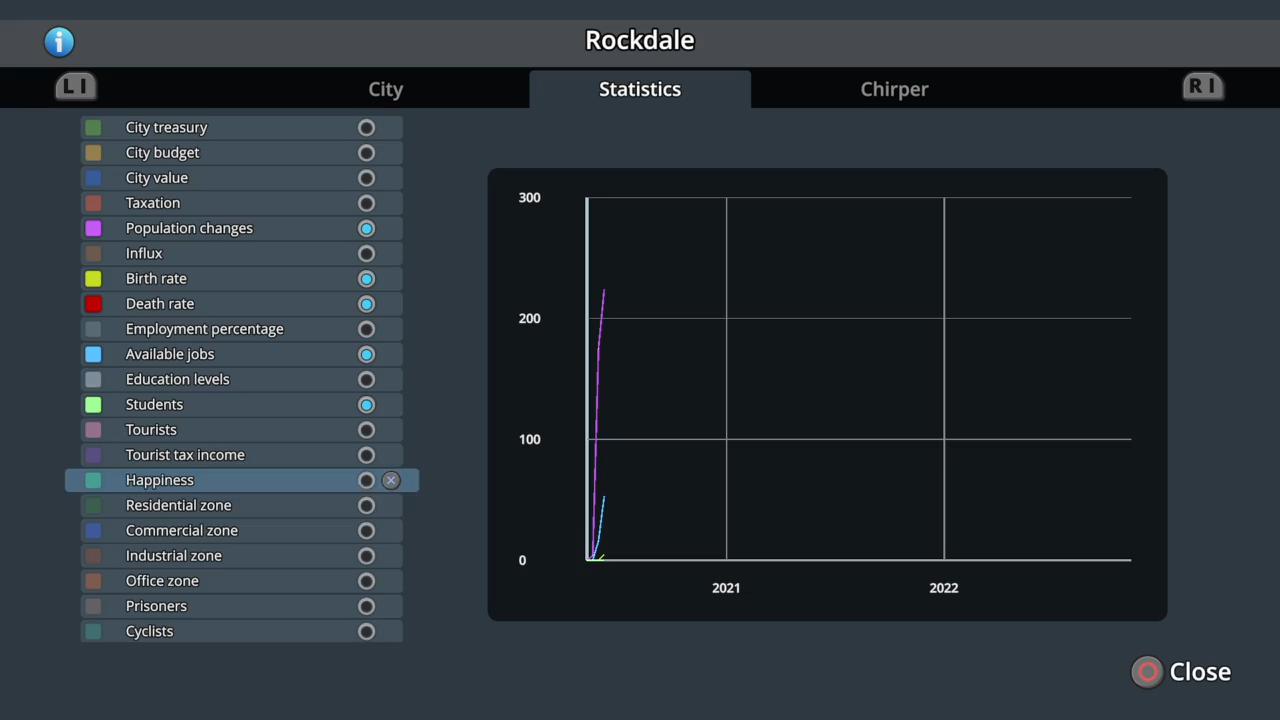 Rockdale
L1
City
Statistics
Chirper
R1
City treasury
City budget
City value
Taxation
Population changes
Influx
Birth rate
Death rate
Employment percentage
Available jobs
Education levels
Students
Tourists
Tourist tax income
Happiness
Residential zone
Commercial zone
Industrial zone
Office zone
Prisoners
Cyclists
300
200
100
0
2021
2022
Close